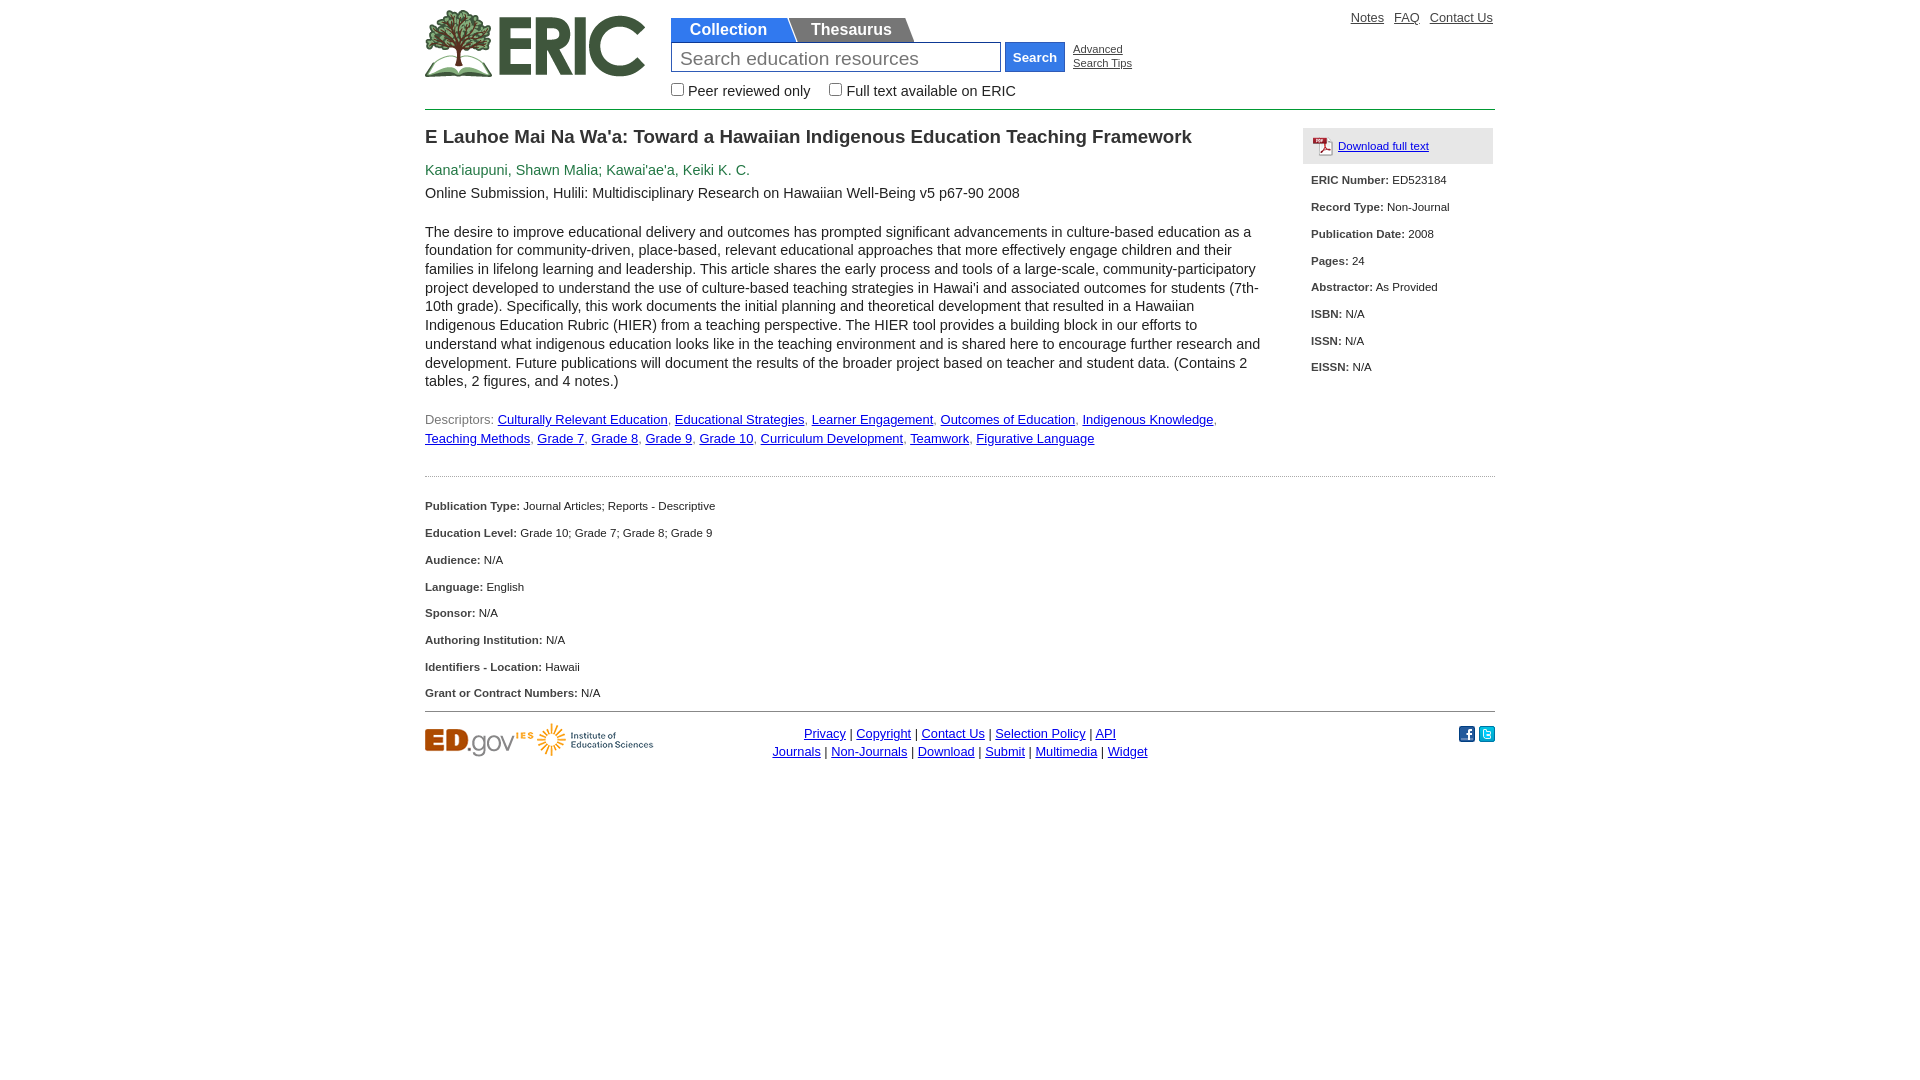 ERIC
Collection Thesaurus
Notes FAQ Contact Us
Search education resources Search
Advanced
Search Tips
Peer reviewed only Full text available on ERIC
E Lauhoe Mai Na Wa'a: Toward a Hawaiian Indigenous Education Teaching Framework
Kana'iaupuni, Shawn Malia; Kawai'ae'a, Keiki K. C.
Online Submission, Hulili: Multidisciplinary Research on Hawaiian Well-Being v5 p67-90 2008
The desire to improve educational delivery and outcomes has prompted significant advancements in culture-based education as a
foundation for community-driven, place-based, relevant educational approaches that more effectively engage children and their
families in lifelong learning and leadership. This article shares the early process and tools of a large-scale, community-participatory
project developed to understand the use of culture-based teaching strategies in Hawai'i and associated outcomes for students (7th-
10th grade). Specifically, this work documents the initial planning and theoretical development that resulted in a Hawaiian
Indigenous Education Rubric (HIER) from a teaching perspective. The HIER tool provides a building block in our efforts to
understand what indigenous education looks like in the teaching environment and is shared here to encourage further research and
development. Future publications will document the results of the broader project based on teacher and student data. (Contains 2
tables, 2 figures, and 4 notes.)
Descriptors: Culturally Relevant Education, Educational Strategies, Learner Engagement, Outcomes of Education, Indigenous Knowledge,
Teaching Methods, Grade 7, Grade 8, Grade 9, Grade 10, Curriculum Development, Teamwork, Figurative Language
PDF Download full text
ERIC Number: ED523184
Record Type: Non-Journal
Publication Date: 2008
Pages: 24
Abstractor: As Provided
ISBN: N/A
ISSN: N/A
EISSN: N/A
Publication Type: Journal Articles; Reports - Descriptive
Education Level: Grade 10; Grade 7; Grade 8; Grade 9
Audience: N/A
Language: English
Sponsor: N/A
Authoring Institution: N/A
Identifiers - Location: Hawaii
Grant or Contract Numbers: N/A
ED.gov IES Institute of
Education Sciences
Privacy | Copyright | Contact Us | Selection Policy | API
Journals | Non-Journals | Download | Submit | Multimedia | Widget